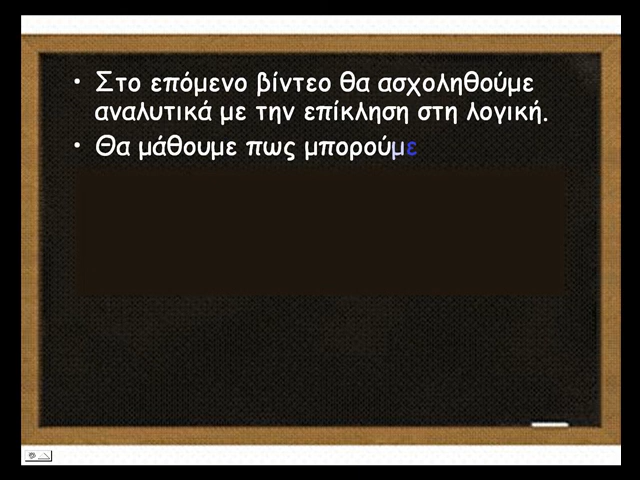 • Στο επόμενο βίντεο θα ασχοληθούμε
αναλυτικά με την επίκληση στη λογική.
• Θα μάθουμε πως μπορούμε